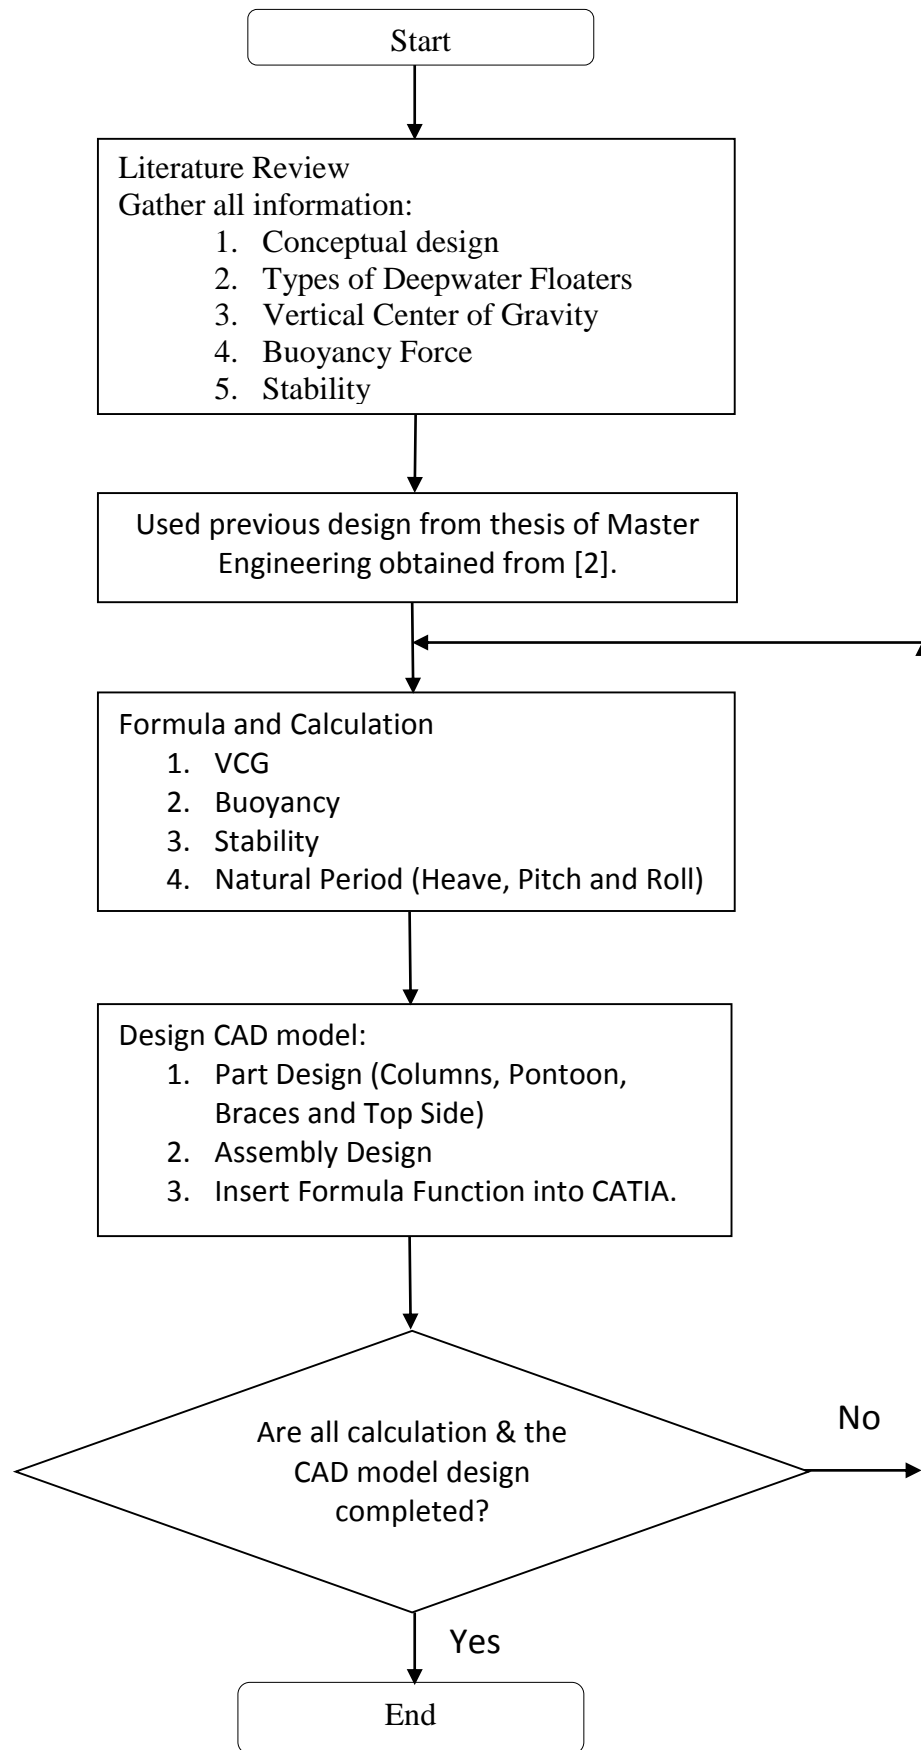 Start
Literature Review
Gather all information:
1. Conceptual design
2. Types of Deepwater Floaters
3. Vertical Center of Gravity
4. Buoyancy Force
5. Stability
Used previous design from thesis of Master
Engineering obtained from [2].
Formula and Calculation
1. VCG
2. Buoyancy
3. Stability
4. Natural Period (Heave, Pitch and Roll)
Design CAD model:
1. Part Design (Columns, Pontoon,
Braces and Top Side)
2. Assembly Design
3. Insert Formula Function into CATIA.
Are all calculation & the
CAD model design
completed?
No
Yes
End